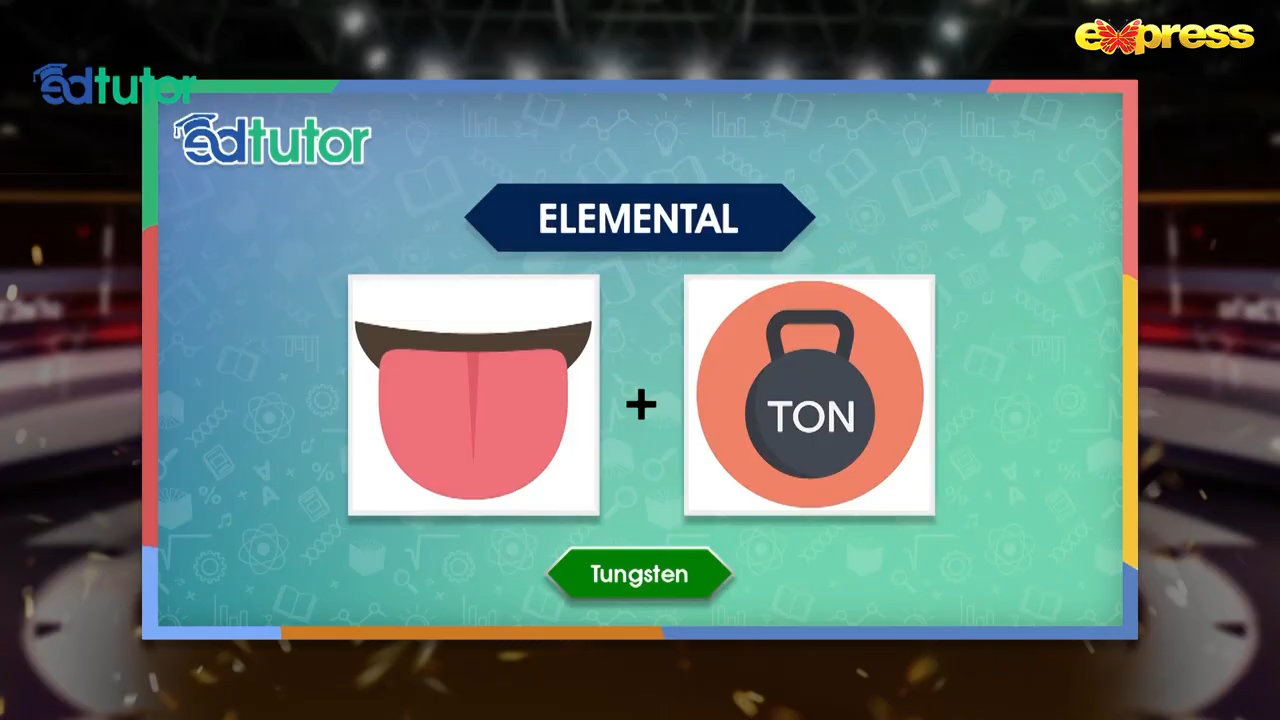 express
edtutor
edtutor
ELEMENTAL
+
TON
Tungsten